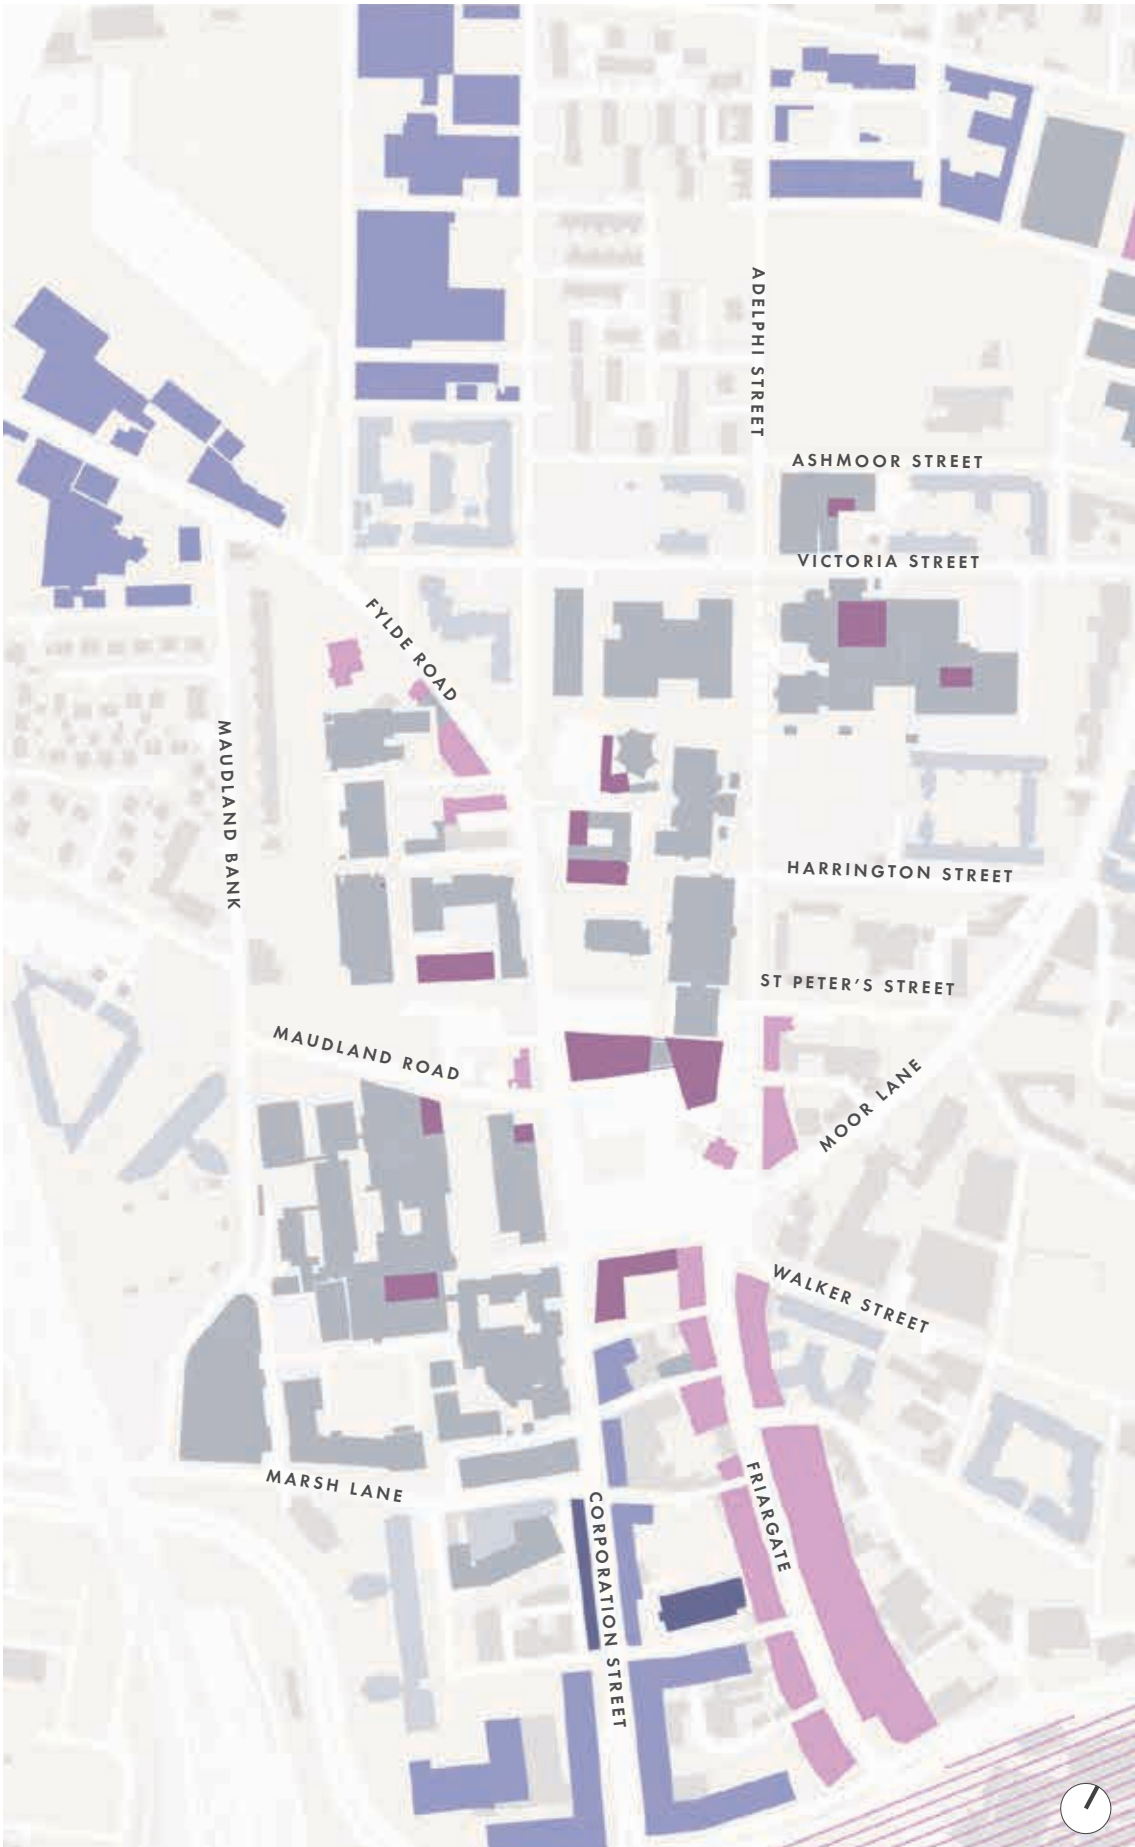 ADELPHI STREET
ASHMOOR STREET
VICTORIA STREET
FYLDE ROAD
MAUDLAND BANK
HARRINGTON STREET
ST PETER'S STREET
MAUDLAND ROAD
MOOR LANE
WALKER STREET
MARSH LANE
FRIARGATE
CORPORATION STREET